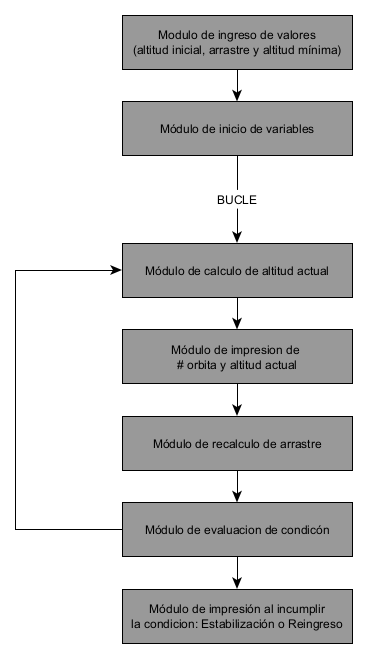 Modulo de ingreso de valores
(altitud inicial, arrastre y altitud mínima)
Módulo de inicio de variables
BUCLE
Módulo de calculo de altitud actual
Módulo de impresion de
# orbita y altitud actual
Módulo de recalculo de arrastre
Módulo de evaluacion de condicón
Módulo de impresión al incumplir
la condicion: Estabilización o Reingreso